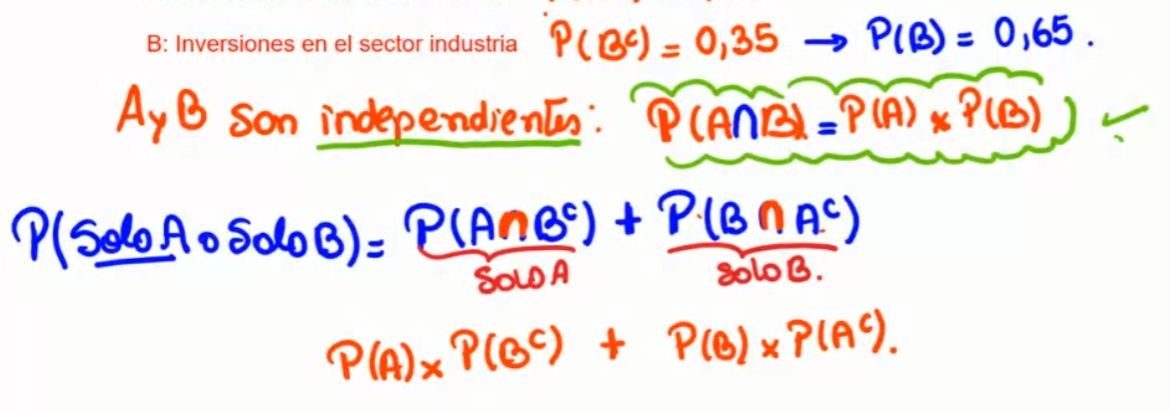 B: Inversiones en el sector industria P(Bᶜ) = 0,35 → P(B) = 0,65.
A y B son independientes: P(A∩B) = P(A) x P(B)
P(Solo A o Solo B) = P(A∩Bᶜ) + P(B∩Aᶜ)
SOLO A Solo B.
P(A) x P(Bᶜ) + P(B) x P(Aᶜ).